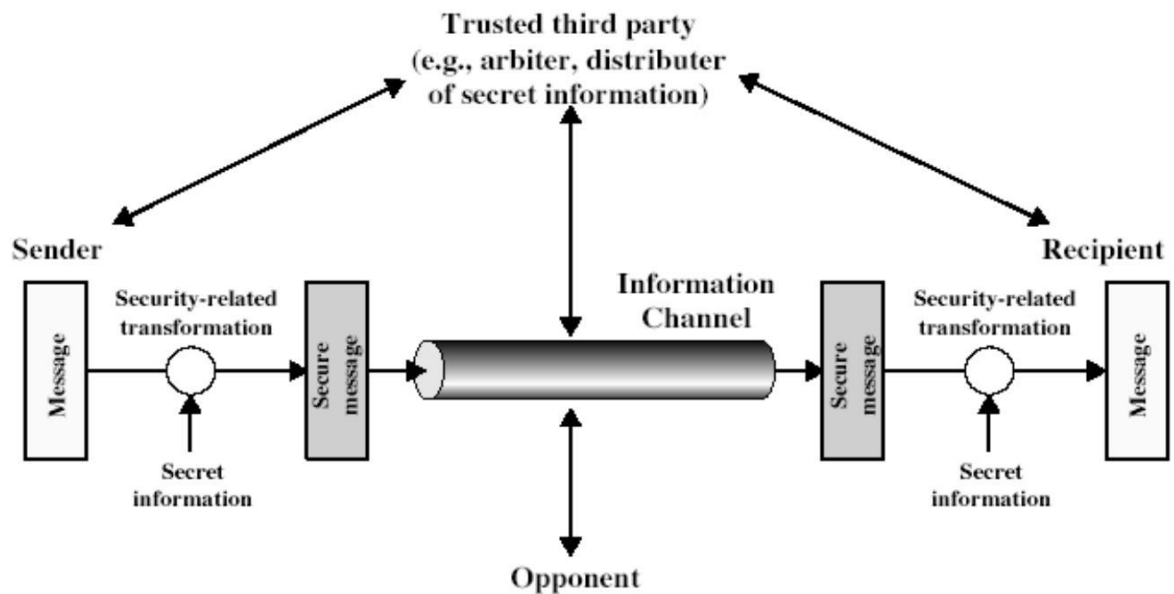 Trusted third party
(e.g., arbiter, distributer
of secret information)
Sender
Recipient
Message
Security-related
transformation
Secret
information
Secure
message
Information
Channel
Opponent
Secure
message
Security-related
transformation
Secret
information
Message